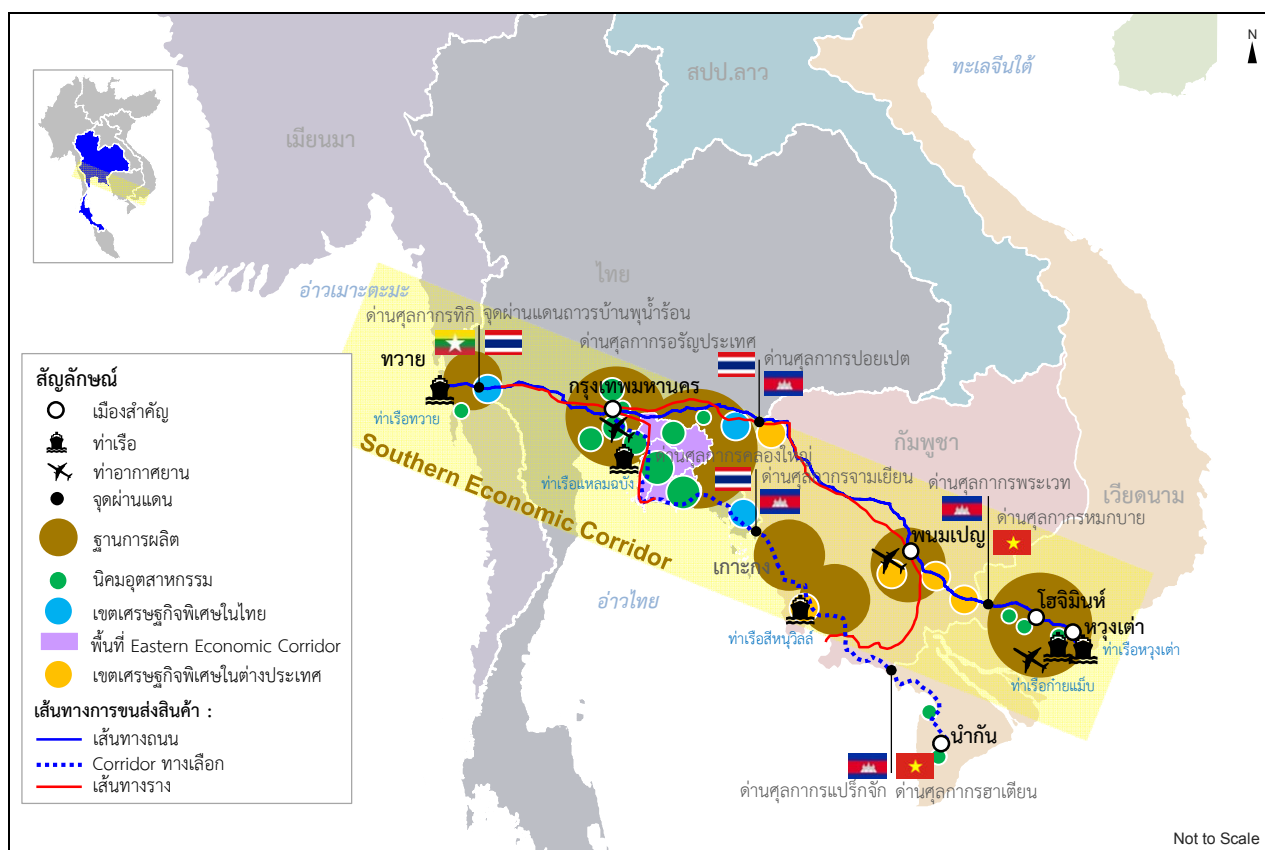 N
สปป.ลาว
ทะเลจีนใต้
เมียนมา
ไทย
อ่าวเมาะตะมะ
ด่านศุลกากรทิกิ
จุดผ่านแดนถาวรบ้านพุน้ำร้อน
ด่านศุลกากรอรัญประเทศ
ด่านศุลกากรปอยเปต
ทวาย
กรุงเทพมหานคร
ท่าเรือทวาย
กัมพูชา
ด่านศุลกากรคลองใหญ่
ท่าเรือแหลมฉบัง
ด่านศุลกากรจามเยียม
ด่านศุลกากรพระเวท
เวียดนาม
ด่านศุลกากรหมกบาย
Southern Economic Corridor
พนมเปญ
เกาะกง
อ่าวไทย
โฮจิมินห์
หวุงเต่า
ท่าเรือสีหนุวิลล์
ท่าเรือหวุงเต่า
ท่าเรือก๋ายแม็บ
นำกัน
ด่านศุลกากรแปร็กจัก
ด่านศุลกากรฮาเตียน
สัญลักษณ์
เมืองสำคัญ
ท่าเรือ
ท่าอากาศยาน
จุดผ่านแดน
ฐานการผลิต
นิคมอุตสาหกรรม
เขตเศรษฐกิจพิเศษในไทย
พื้นที่ Eastern Economic Corridor
เขตเศรษฐกิจพิเศษในต่างประเทศ
เส้นทางการขนส่งสินค้า :
เส้นทางถนน
Corridor ทางเลือก
เส้นทางราง
Not to Scale